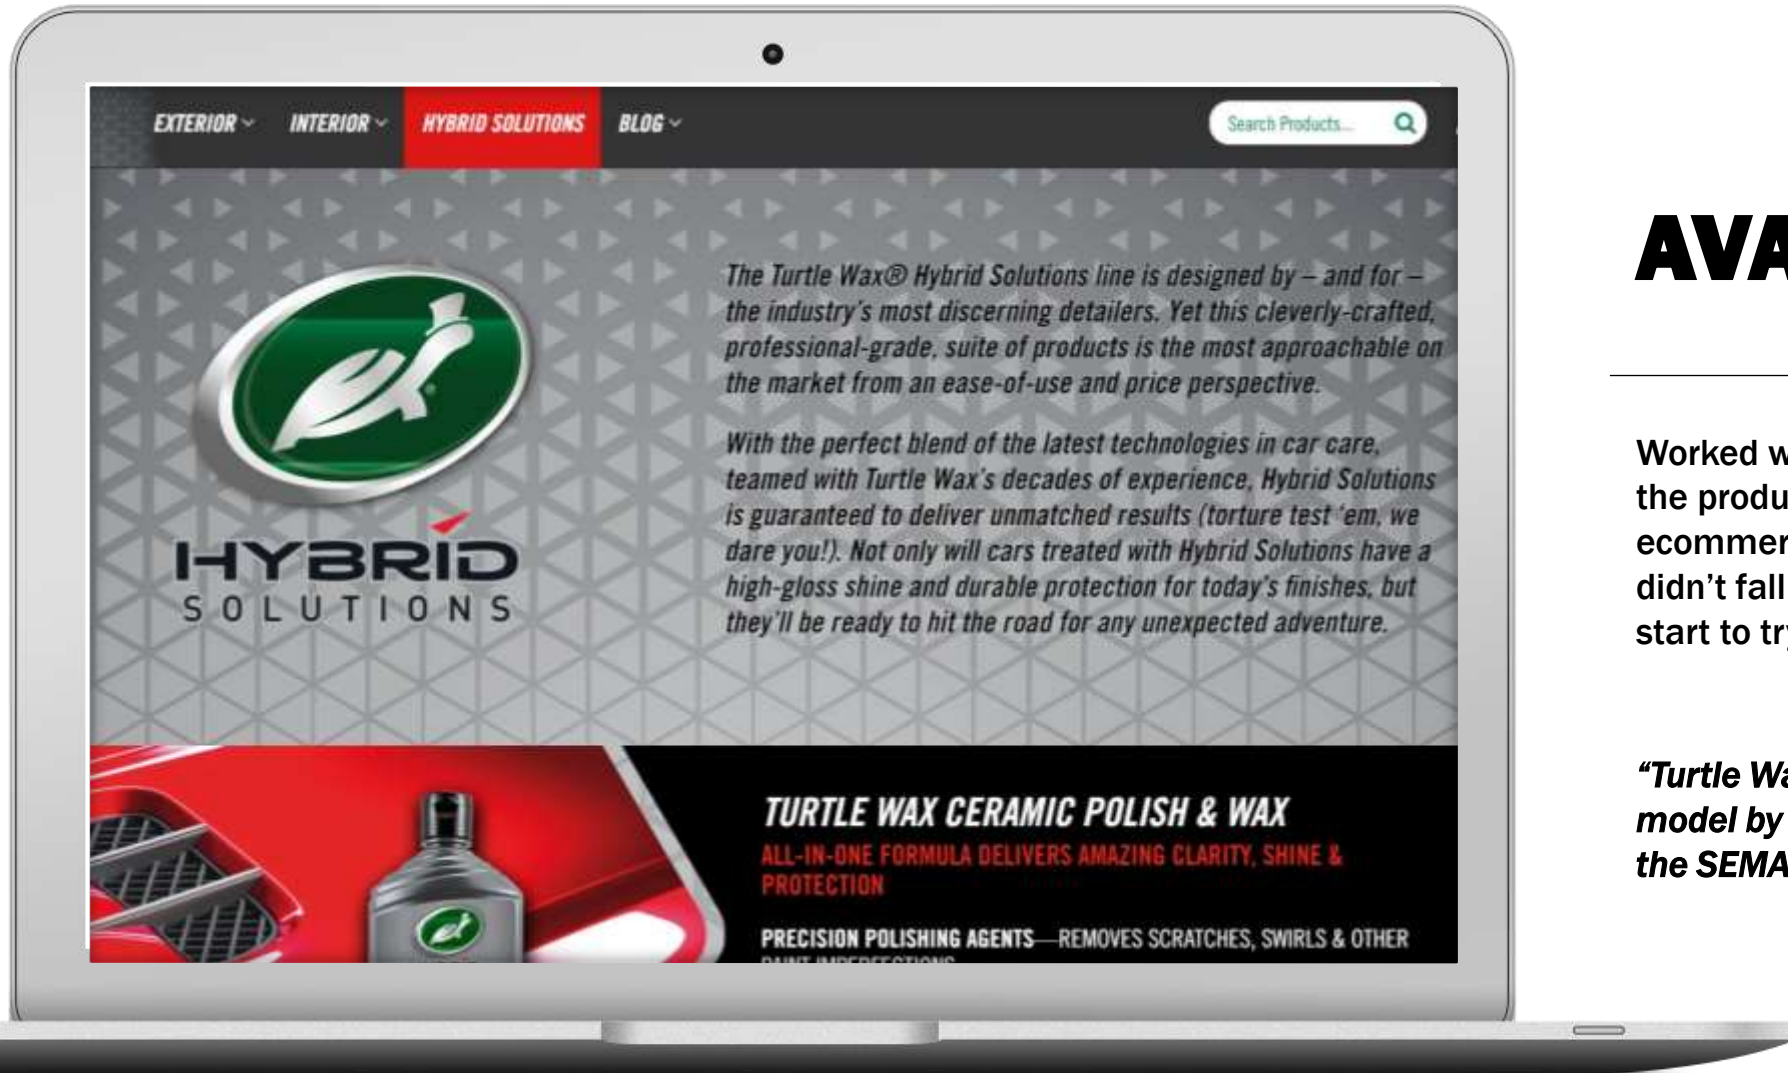 EXTERIOR INTERIOR HYBRID SOLUTIONS BLOG Search Products...
The Turtle Wax® Hybrid Solutions line is designed by – and for –
the industry's most discerning detailers. Yet this cleverly-crafted,
professional-grade, suite of products is the most approachable on
the market from an ease-of-use and price perspective.
With the perfect blend of the latest technologies in car care,
teamed with Turtle Wax's decades of experience, Hybrid Solutions
is guaranteed to deliver unmatched results (torture test ‘em, we
dare you!). Not only will cars treated with Hybrid Solutions have a
high-gloss shine and durable protection for today's finishes, but
they'll be ready to hit the road for any unexpected adventure.
HYBRID
SOLUTIONS
TURTLE WAX CERAMIC POLISH & WAX
ALL-IN-ONE FORMULA DELIVERS AMAZING CLARITY, SHINE &
PROTECTION
PRECISION POLISHING AGENTS—REMOVES SCRATCHES, SWIRLS & OTHER
PAINT IMPERFECTIONS
AVA
Worked w
the produ
ecommer
didn’t fall
start to try
“Turtle Wa
model by
the SEMA